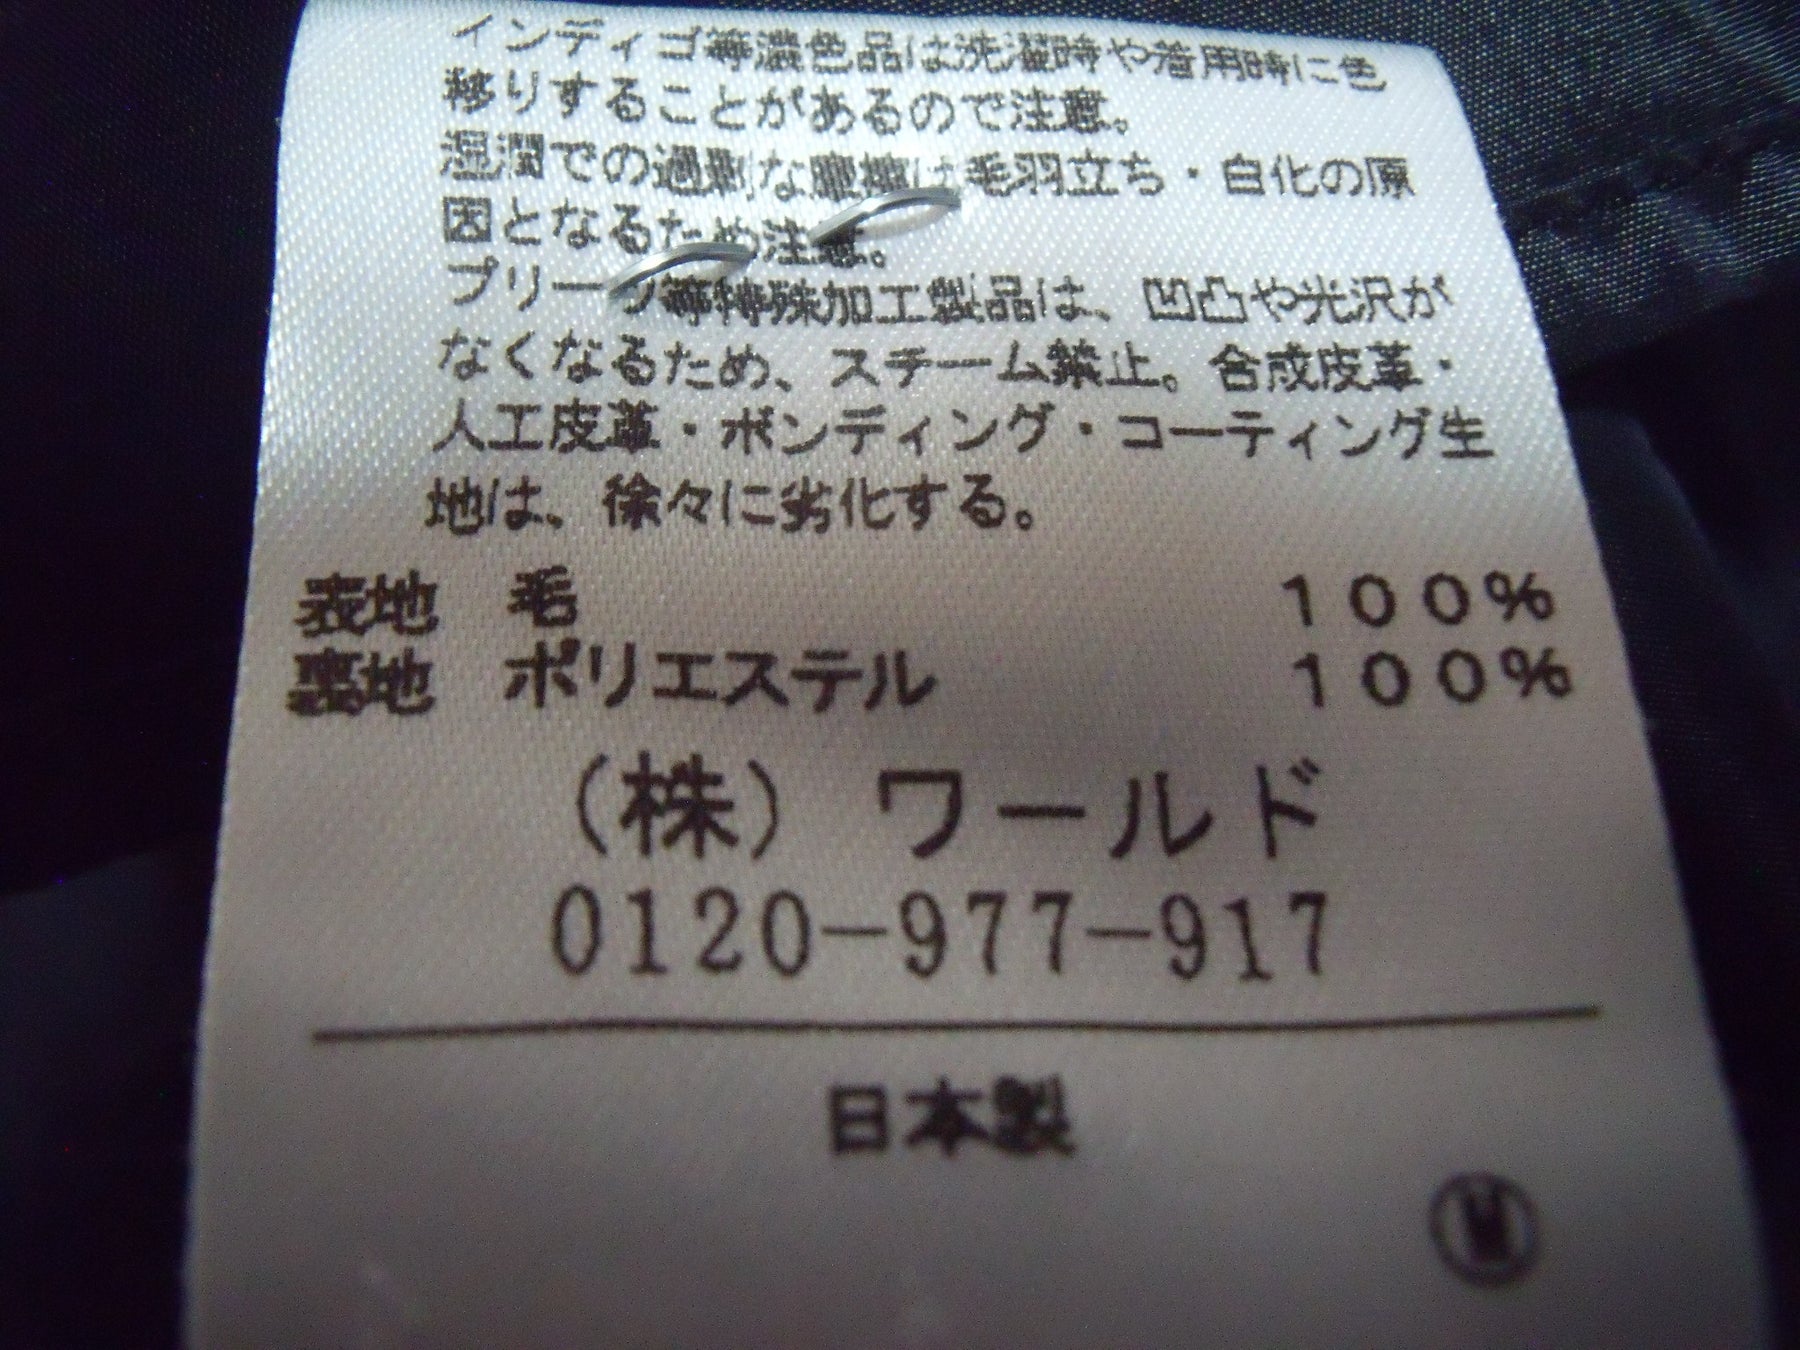 インディゴ等濃色品は洗濯時や着用時に色
移りすることがあるので注意。
湿潤での過剰な摩擦は毛羽立ち・白化の原
因となるため注意。
プリーツ等特殊加工製品は、凹凸や光沢が
なくなるため、スチーム禁止。合成皮革・
人工皮革・ボンディング・コーティング生
地は、徐々に劣化する。
表地 毛 100%
裏地 ポリエステル 100%
(株) ワールド
0120-977-917
日本製